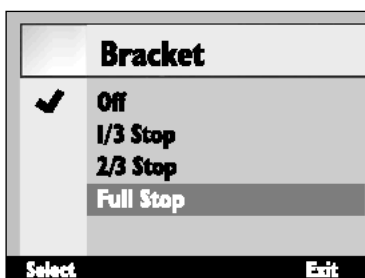 Bracket
Off
1/3 Stop
2/3 Stop
Full Stop
Select Exit